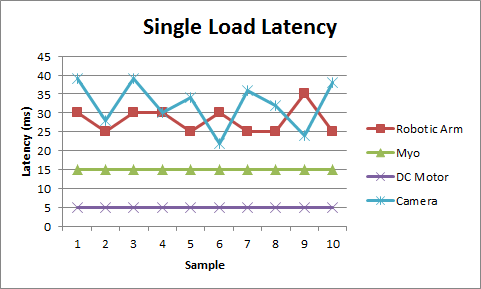 Single Load Latency
45
40
35
30
25
20
15
10
5
0
Latency (ms)
1 2 3 4 5 6 7 8 9 10
Sample
Robotic Arm
Myo
DC Motor
Camera